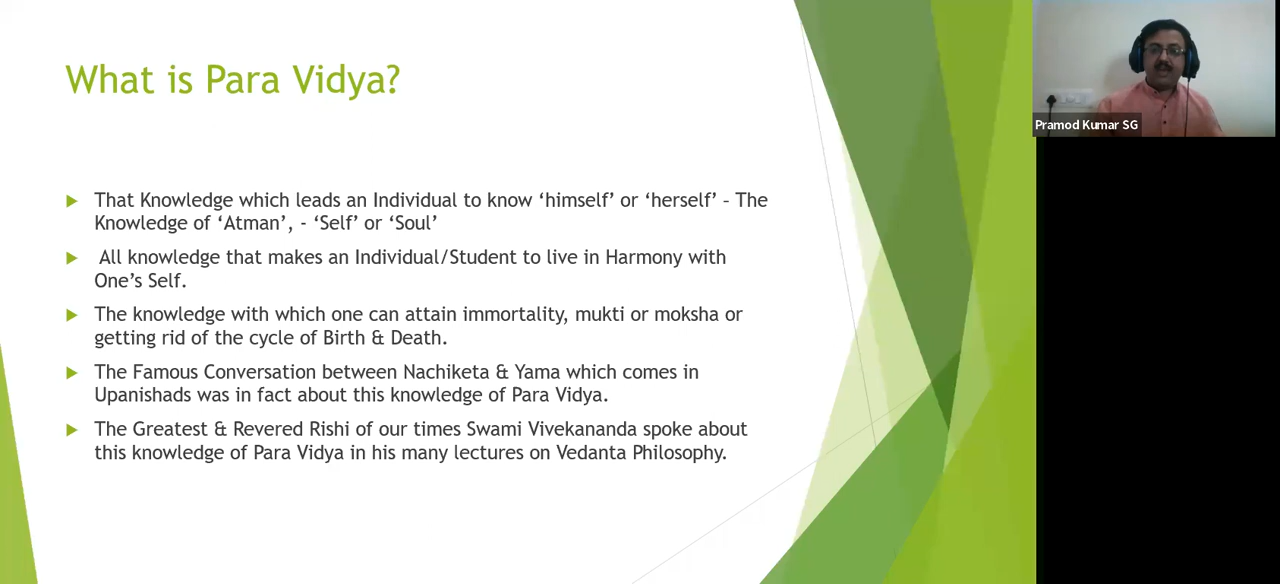 What is Para Vidya?
Pramod Kumar SG
That Knowledge which leads an Individual to know ‘himself’ or ‘herself’ – The
Knowledge of ‘Atman’, - ‘Self’ or ‘Soul’
All knowledge that makes an Individual/Student to live in Harmony with
One’s Self.
The knowledge with which one can attain immortality, mukti or moksha or
getting rid of the cycle of Birth & Death.
The Famous Conversation between Nachiketa & Yama which comes in
Upanishads was in fact about this knowledge of Para Vidya.
The Greatest & Revered Rishi of our times Swami Vivekananda spoke about
this knowledge of Para Vidya in his many lectures on Vedanta Philosophy.